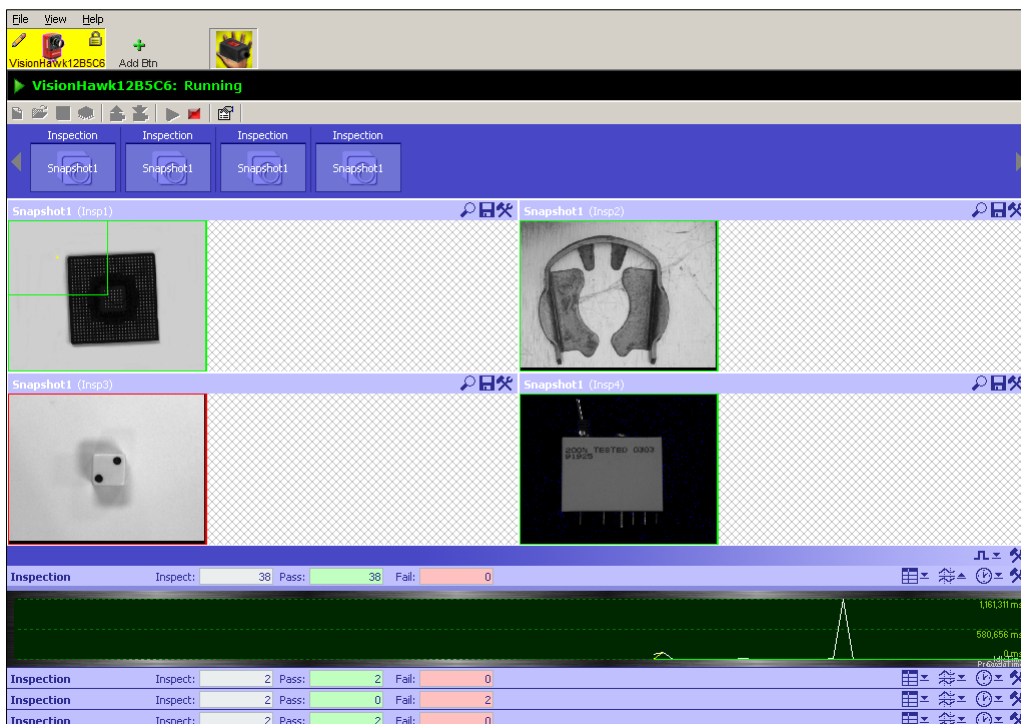 File View Help
VisionHawk12B5C6 Add Btn
VisionHawk12B5C6: Running
Inspection Inspection Inspection Inspection
Snapshot1 Snapshot1 Snapshot1 Snapshot1
Snapshot1 (Insp1) Snapshot1 (Insp2)
Snapshot1 (Insp3) Snapshot1 (Insp4)
200% TESTED 0303
91925
Inspection Inspect: 38 Pass: 38 Fail: 0
1,161,311 ms
580,656 ms
0 ms
Inspection Inspect: 2 Pass: 2 Fail: 0
Inspection Inspect: 2 Pass: 0 Fail: 2
Inspection Inspect: 2 Pass: 2 Fail: 0